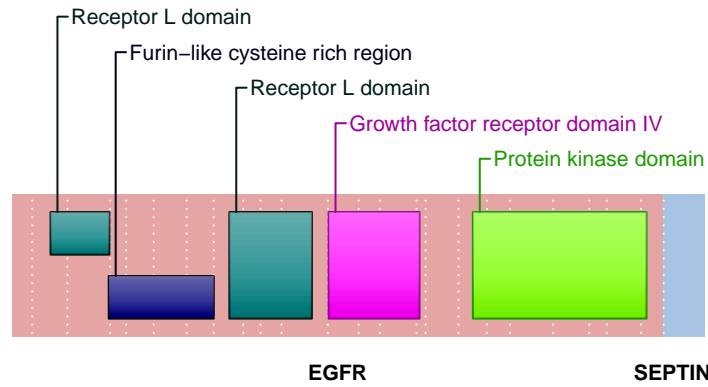 Receptor L domain
Furin−like cysteine rich region
Receptor L domain
Growth factor receptor domain IV
Protein kinase domain
EGFR SEPTIN